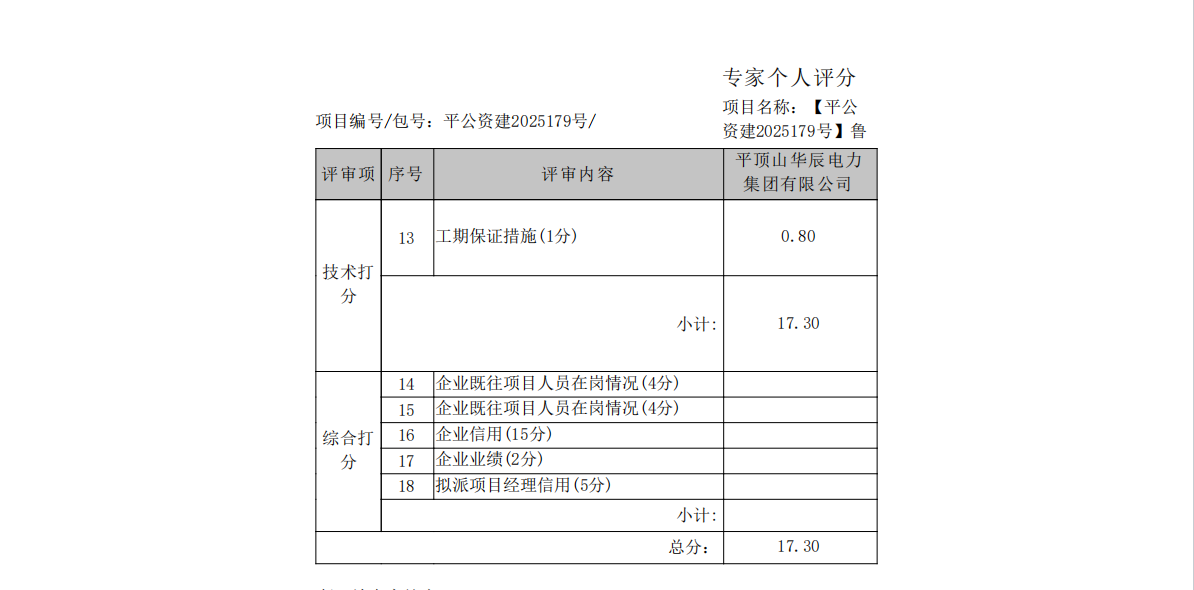 专家个人评分
项目编号/包号：平公资建2025179号/
项目名称：【平公
资建2025179号】鲁
评审项 序号 评审内容 平顶山华辰电力
集团有限公司
技术打
分
13 工期保证措施(1分) 0.80
小计: 17.30
综合打
分
14 企业既往项目人员在岗情况(4分)
15 企业既往项目人员在岗情况(4分)
16 企业信用(15分)
17 企业业绩(2分)
18 拟派项目经理信用(5分)
小计:
总分： 17.30